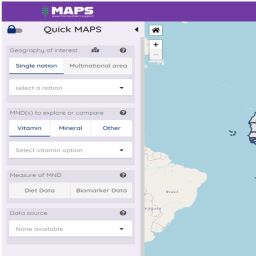 MAPS
Quick MAPS
Geography of interest
Single nation
Multinational area
select a nation
MND(s) to explore or compare
Vitamin
Mineral
Other
Select vitamin option
Measure of MND
Diet Data
Biomarker Data
Data source
None available
+
Brasil